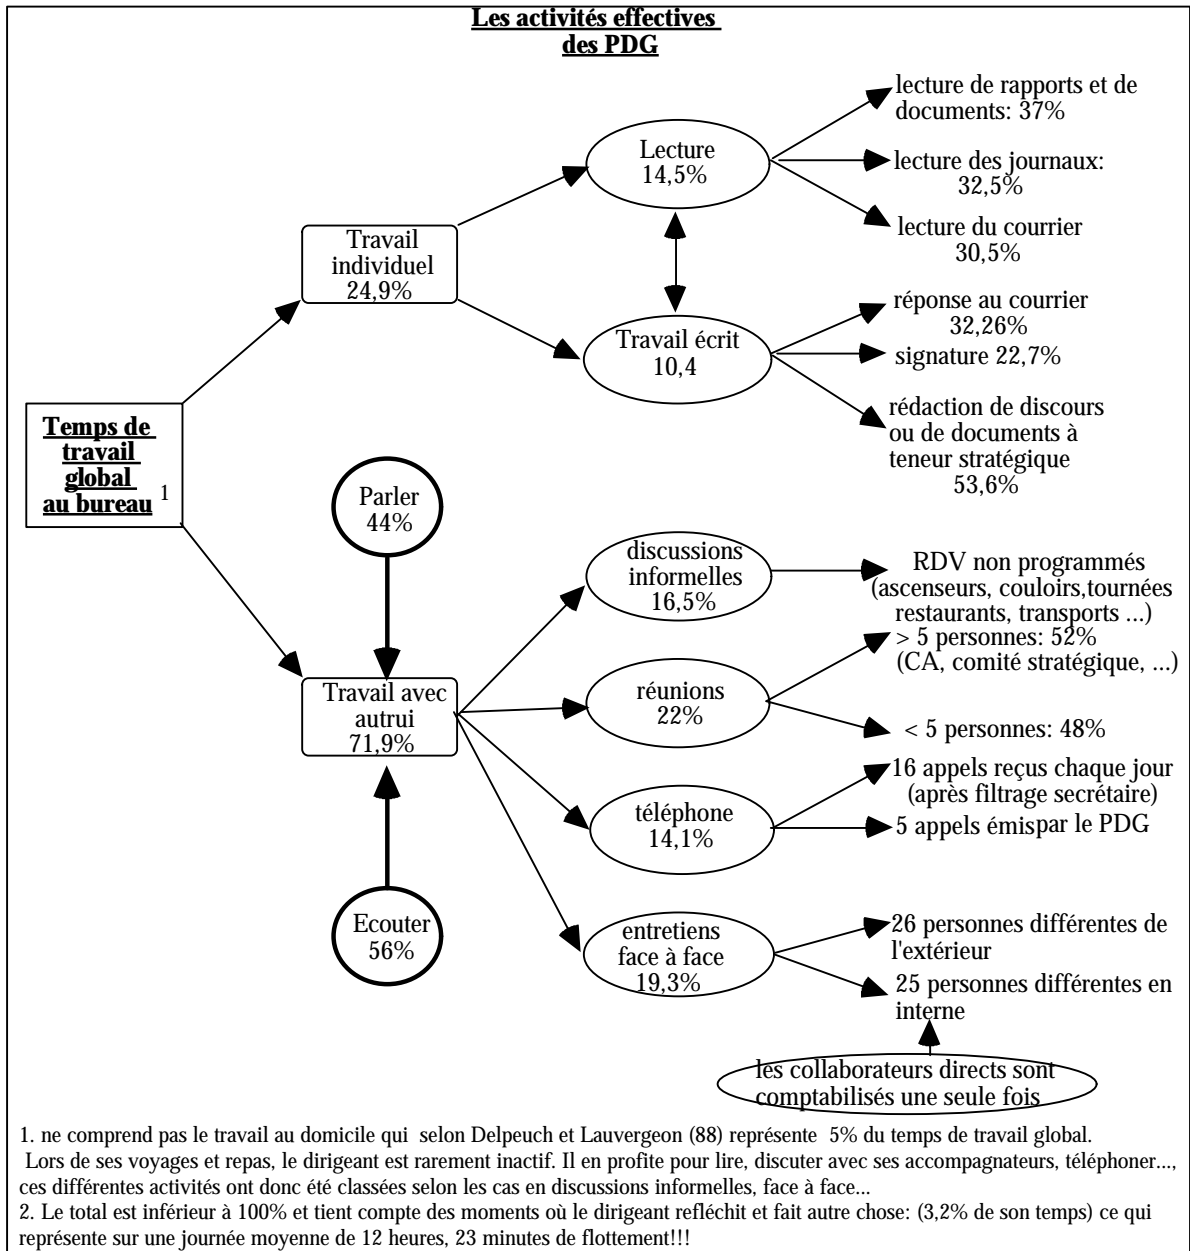 Les activités effectives
des PDG
lecture de rapports et de
documents: 37%
Lecture
14,5%
lecture des journaux:
32,5%
lecture du courrier
30,5%
Travail
individuel
24,9%
réponse au courrier
32,26%
Travail écrit
10,4
signature 22,7%
rédaction de discours
ou de documents à
teneur stratégique
53,6%
Temps de
travail
global
au bureau 1
Parler
44%
discussions
informelles
16,5%
RDV non programmés
(ascenseurs, couloirs,tournées
restaurants, transports ...)
> 5 personnes: 52%
(CA, comité stratégique, ...)
Travail avec
autrui
71,9%
réunions
22%
< 5 personnes: 48%
16 appels reçus chaque jour
(après filtrage secrétaire)
téléphone
14,1%
5 appels émispar le PDG
Ecouter
56%
entretiens
face à face
19,3%
26 personnes différentes de
l'extérieur
25 personnes différentes en
interne
les collaborateurs directs sont
comptabilisés une seule fois
1. ne comprend pas le travail au domicile qui selon Delpeuch et Lauvergeon (88) représente 5% du temps de travail global.
Lors de ses voyages et repas, le dirigeant est rarement inactif. Il en profite pour lire, discuter avec ses accompagnateurs, téléphoner...,
ces différentes activités ont donc été classées selon les cas en discussions informelles, face à face...
2. Le total est inférieur à 100% et tient compte des moments où le dirigeant refléchit et fait autre chose: (3,2% de son temps) ce qui
représente sur une journée moyenne de 12 heures, 23 minutes de flottement!!!